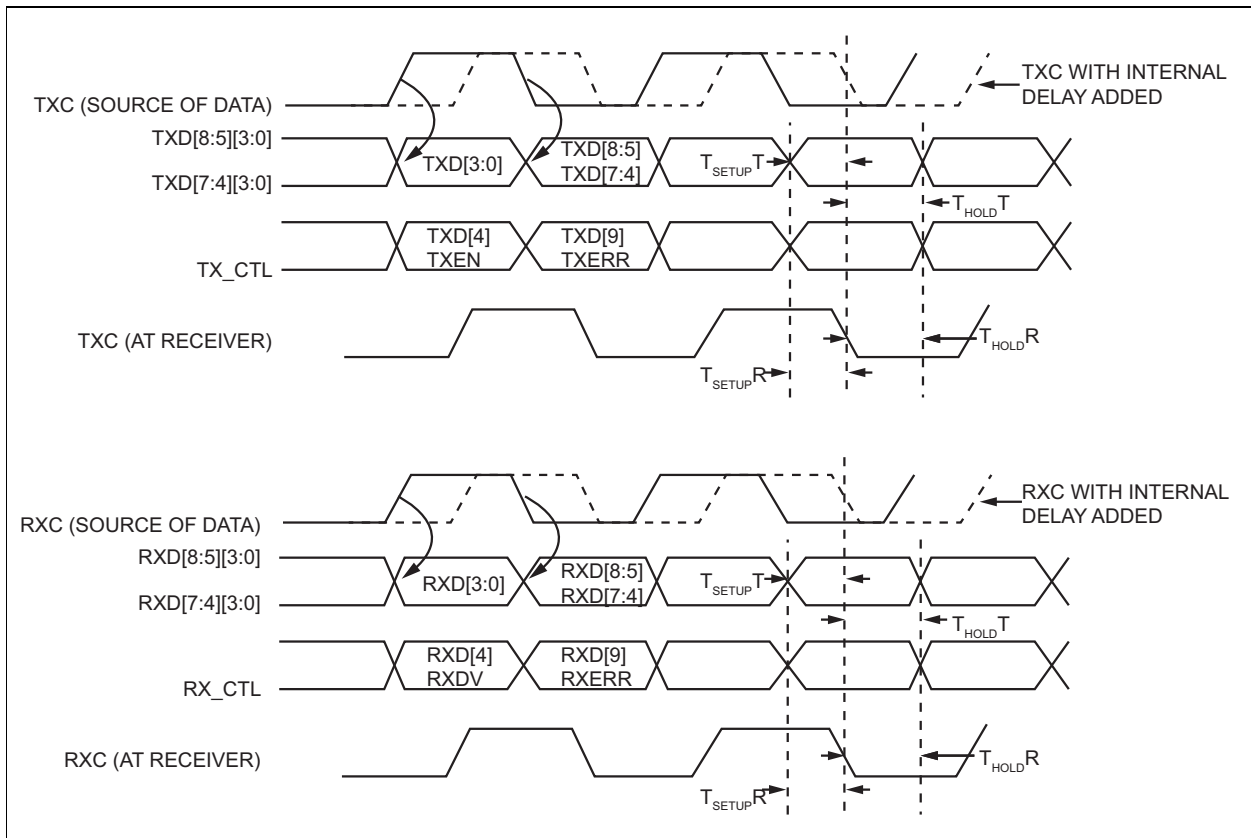 TXC (SOURCE OF DATA)
TXC WITH INTERNAL
DELAY ADDED
TXD[8:5][3:0]
TXD[7:4][3:0]
TXD[3:0]
TXD[8:5]
TXD[7:4]
TSETUPT
THOLDT
TX_CTL
TXD[4]
TXEN
TXD[9]
TXERR
TXC (AT RECEIVER)
THOLDR
TSETUPR
RXC (SOURCE OF DATA)
RXC WITH INTERNAL
DELAY ADDED
RXD[8:5][3:0]
RXD[7:4][3:0]
RXD[3:0]
RXD[8:5]
RXD[7:4]
TSETUPT
THOLDT
RX_CTL
RXD[4]
RXDV
RXD[9]
RXERR
RXC (AT RECEIVER)
THOLDR
TSETUPR